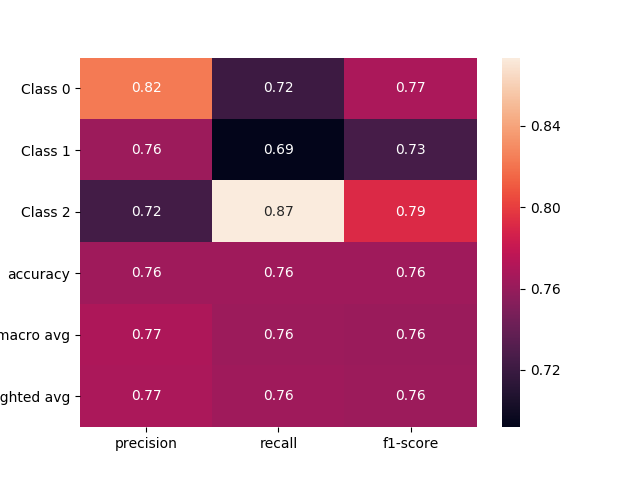 Class 0 0.82 0.72 0.77
0.84
Class 1 0.76 0.69 0.73
0.80
Class 2 0.72 0.87 0.79
accuracy 0.76 0.76 0.76
0.76
macro avg 0.77 0.76 0.76
0.72
ghted avg 0.77 0.76 0.76
precision recall f1-score